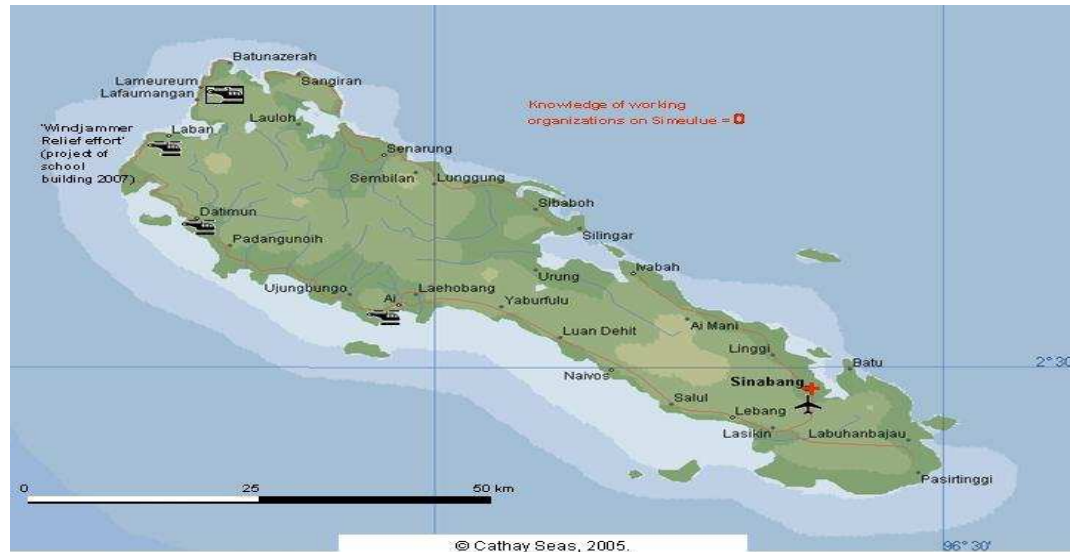 Batunazerah
Lameureum
Sangiran
Lafaumangan
Knowledge of working
organizations on Simeulue = 0
Lauloh
'Windjammer
Relief effort'
(project of
school
building 2007)
Laban
Senarung
Sembilan
Lunggung
Sibaboh
Datimun
Silingar
Padangunoih
Ivabah
Urung
Ujungbungo
Laehobang
Ai
Yaburfulu
Ai Mani
Luan Dehit
Linggi
Batu
2° 30
Naivos
Sinabang
Salul
Lebang
Lasikin
Labuhanbajau
Pasirtinggi
0 25 50 km
© Cathay Seas, 2005.
96° 30'